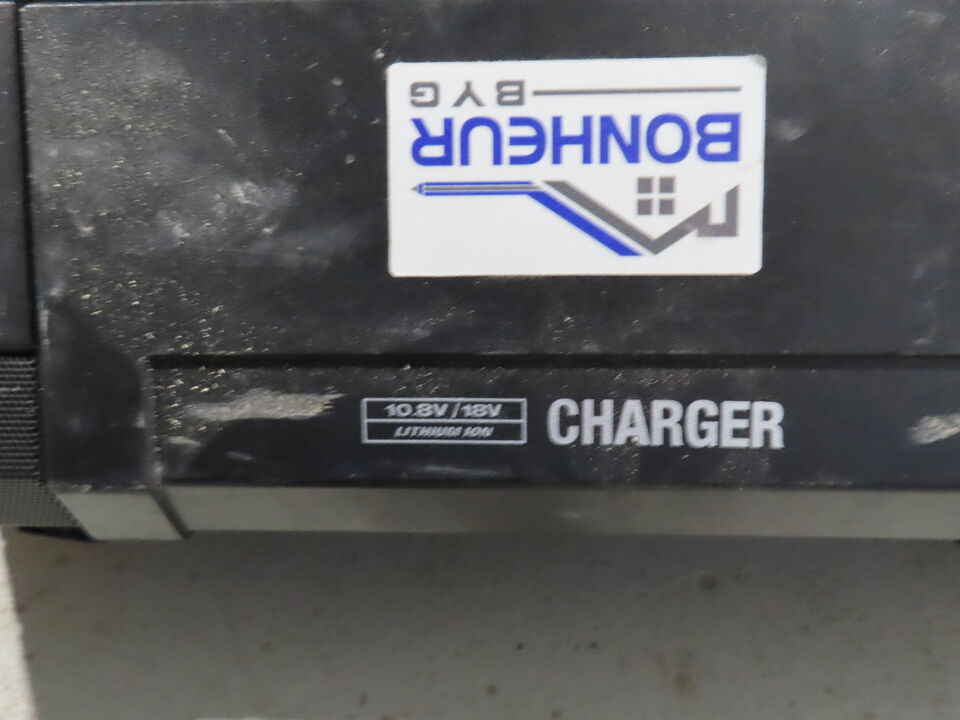 BONHEUR
BYG
10.8V/18V
LITHIUM ION
CHARGER